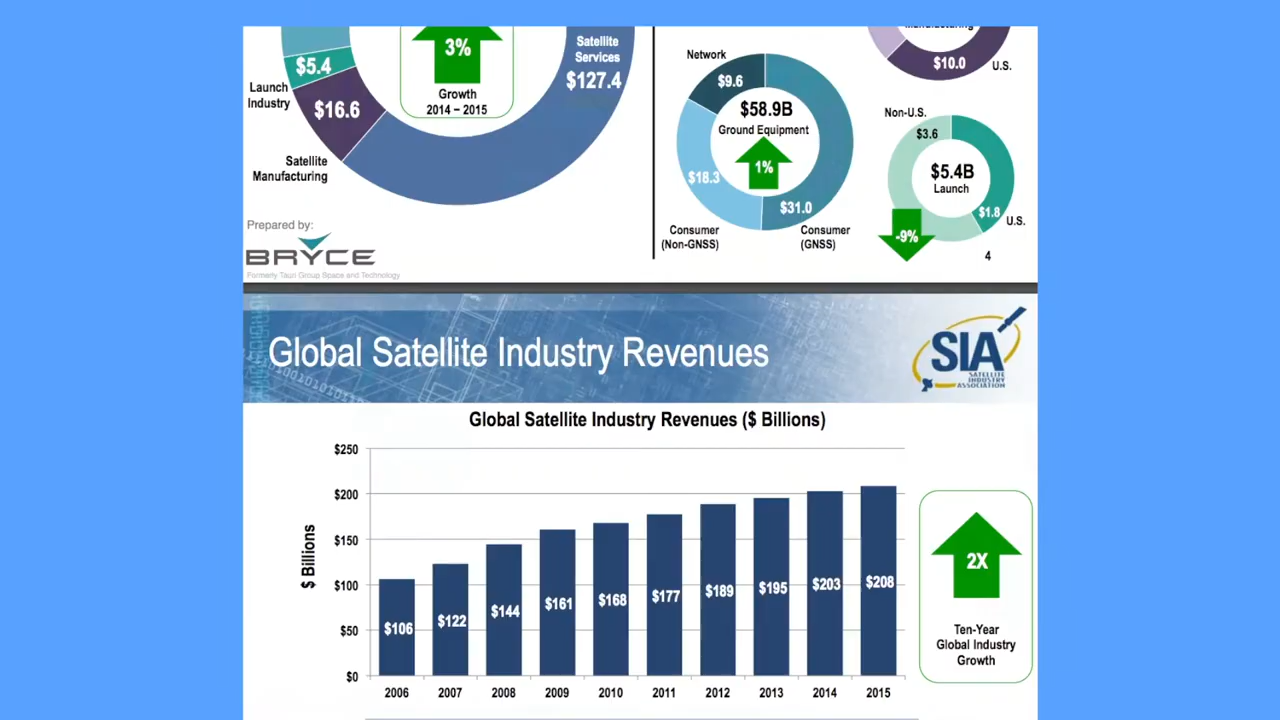 3%
Growth
2014 – 2015
Satellite
Services
$127.4
$5.4
Launch
Industry
$16.6
Satellite
Manufacturing
Prepared by:
BRYCE
Formerly Tauri Group Space and Technology
Network
$9.6
$58.9B
Ground Equipment
1%
$18.3
$31.0
Consumer
(Non-GNSS)
Consumer
(GNSS)
$10.0
U.S.
Non-U.S.
$3.6
$5.4B
Launch
$1.8
U.S.
-9%
4
Global Satellite Industry Revenues
SIA
SATELLITE
INDUSTRY
ASSOCIATION
Global Satellite Industry Revenues ($ Billions)
$ Billions
$250
$200
$150
$100
$50
$0
$106
$122
$144
$161
$168
$177
$189
$195
$203
$208
2006
2007
2008
2009
2010
2011
2012
2013
2014
2015
2X
Ten-Year
Global Industry
Growth